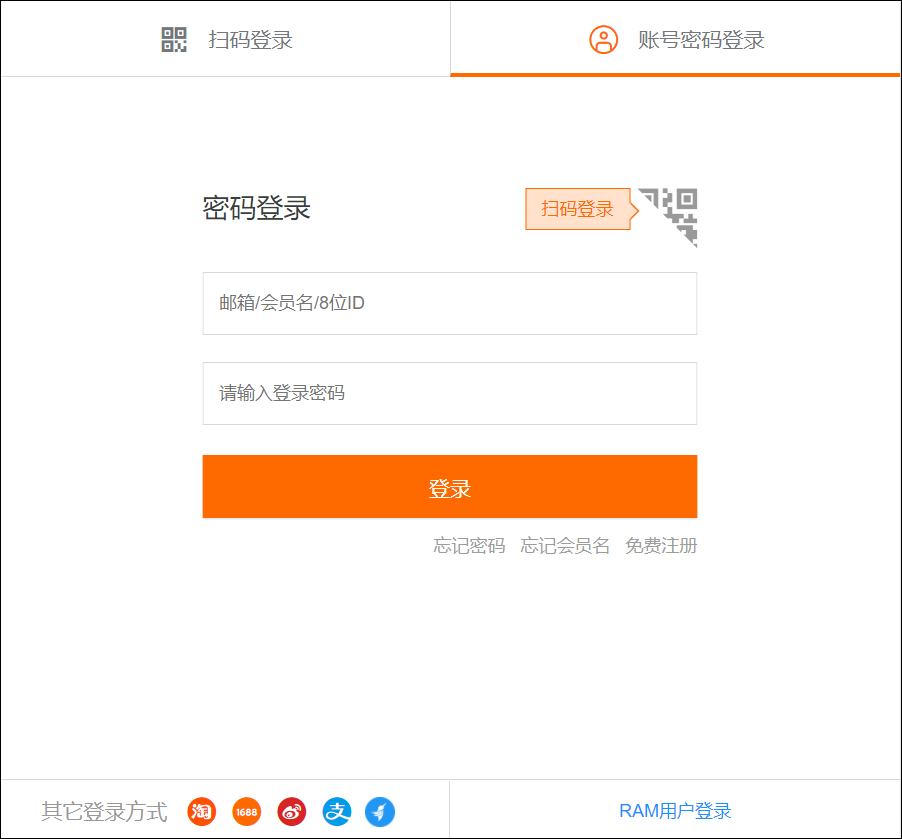 扫码登录
账号密码登录
密码登录
扫码登录
邮箱/会员名/8位ID
请输入登录密码
登录
忘记密码 忘记会员名 免费注册
其它登录方式 淘 1688 支
RAM用户登录